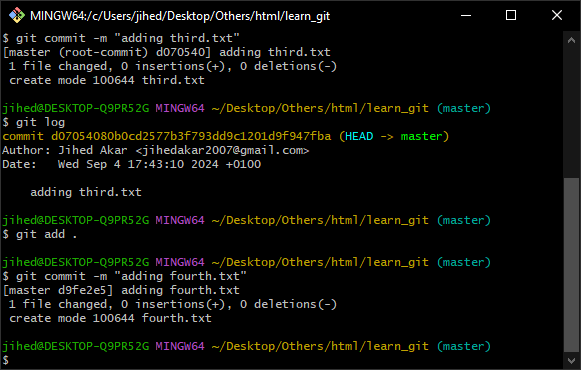 MINGW64:/c/Users/jihed/Desktop/Others/html/learn_git
$ git commit -m "adding third.txt"
[master (root-commit) d070540] adding third.txt
 1 file changed, 0 insertions(+), 0 deletions(-)
 create mode 100644 third.txt
jihed@DESKTOP-Q9PR52G MINGW64 ~/Desktop/Others/html/learn_git (master)
$ git log
commit d07054080b0cd2577b3f793dd9c1201d9f947fba (HEAD -> master)
Author: Jihed Akar <jihedakar2007@gmail.com>
Date:   Wed Sep 4 17:43:10 2024 +0100
    adding third.txt
jihed@DESKTOP-Q9PR52G MINGW64 ~/Desktop/Others/html/learn_git (master)
$ git add .
jihed@DESKTOP-Q9PR52G MINGW64 ~/Desktop/Others/html/learn_git (master)
$ git commit -m "adding fourth.txt"
[master d9fe2e5] adding fourth.txt
 1 file changed, 0 insertions(+), 0 deletions(-)
 create mode 100644 fourth.txt
jihed@DESKTOP-Q9PR52G MINGW64 ~/Desktop/Others/html/learn_git (master)
$